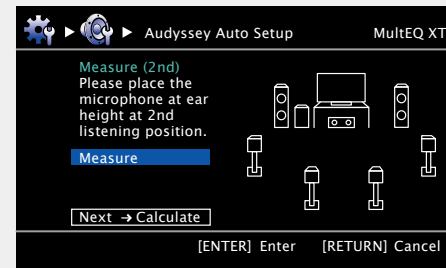 Audyssey Auto Setup MultEQ XT
Measure (2nd)
Please place the
microphone at ear
height at 2nd
listening position.
Measure
Next → Calculate
[ENTER] Enter [RETURN] Cancel